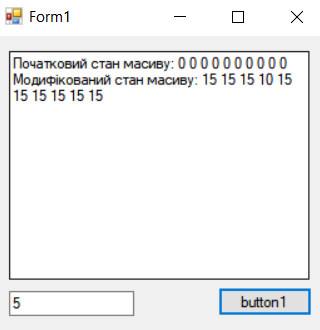 Form1
Початковий стан масиву: 0 0 0 0 0 0 0 0 0 0
Модифікований стан масиву: 15 15 15 10 15
15 15 15 15 15
5
button1